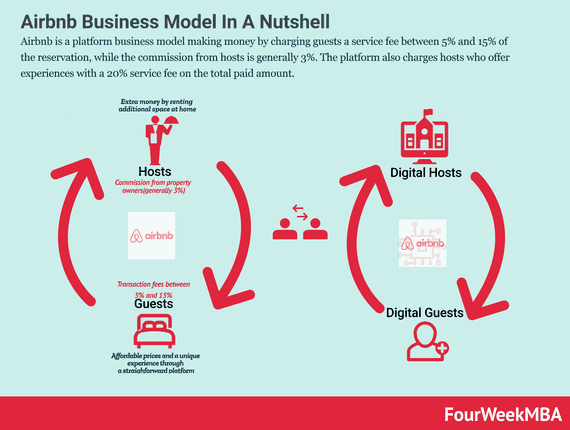 Airbnb Business Model In A Nutshell
Airbnb is a platform business model making money by charging guests a service fee between 5% and 15% of
the reservation, while the commission from hosts is generally 3%. The platform also charges hosts who offer
experiences with a 20% service fee on the total paid amount.
Extra money by renting
additional space at home
Hosts
Commission from property
owners(generally 3%)
airbnb
Transaction fees between
5% and 15%
Guests
Affordable prices and a unique
experience through
a straighforward platform
Digital Hosts
airbnb
Digital Guests
FourWeekMBA